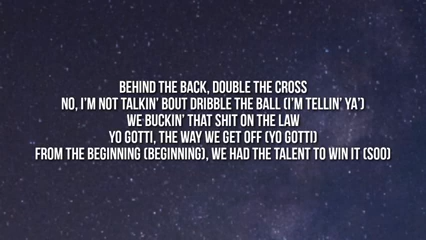 BEHIND THE BACK, DOUBLE THE CROSS
NO, I'M NOT TALKIN' BOUT DRIBBLE THE BALL (I'M TELLIN' YA')
WE BUCKIN' THAT SHIT ON THE LAW
YO GOTTI, THE WAY WE GET OFF (YO GOTTI)
FROM THE BEGINNING (BEGINNING), WE HAD THE TALENT TO WIN IT (SOO)